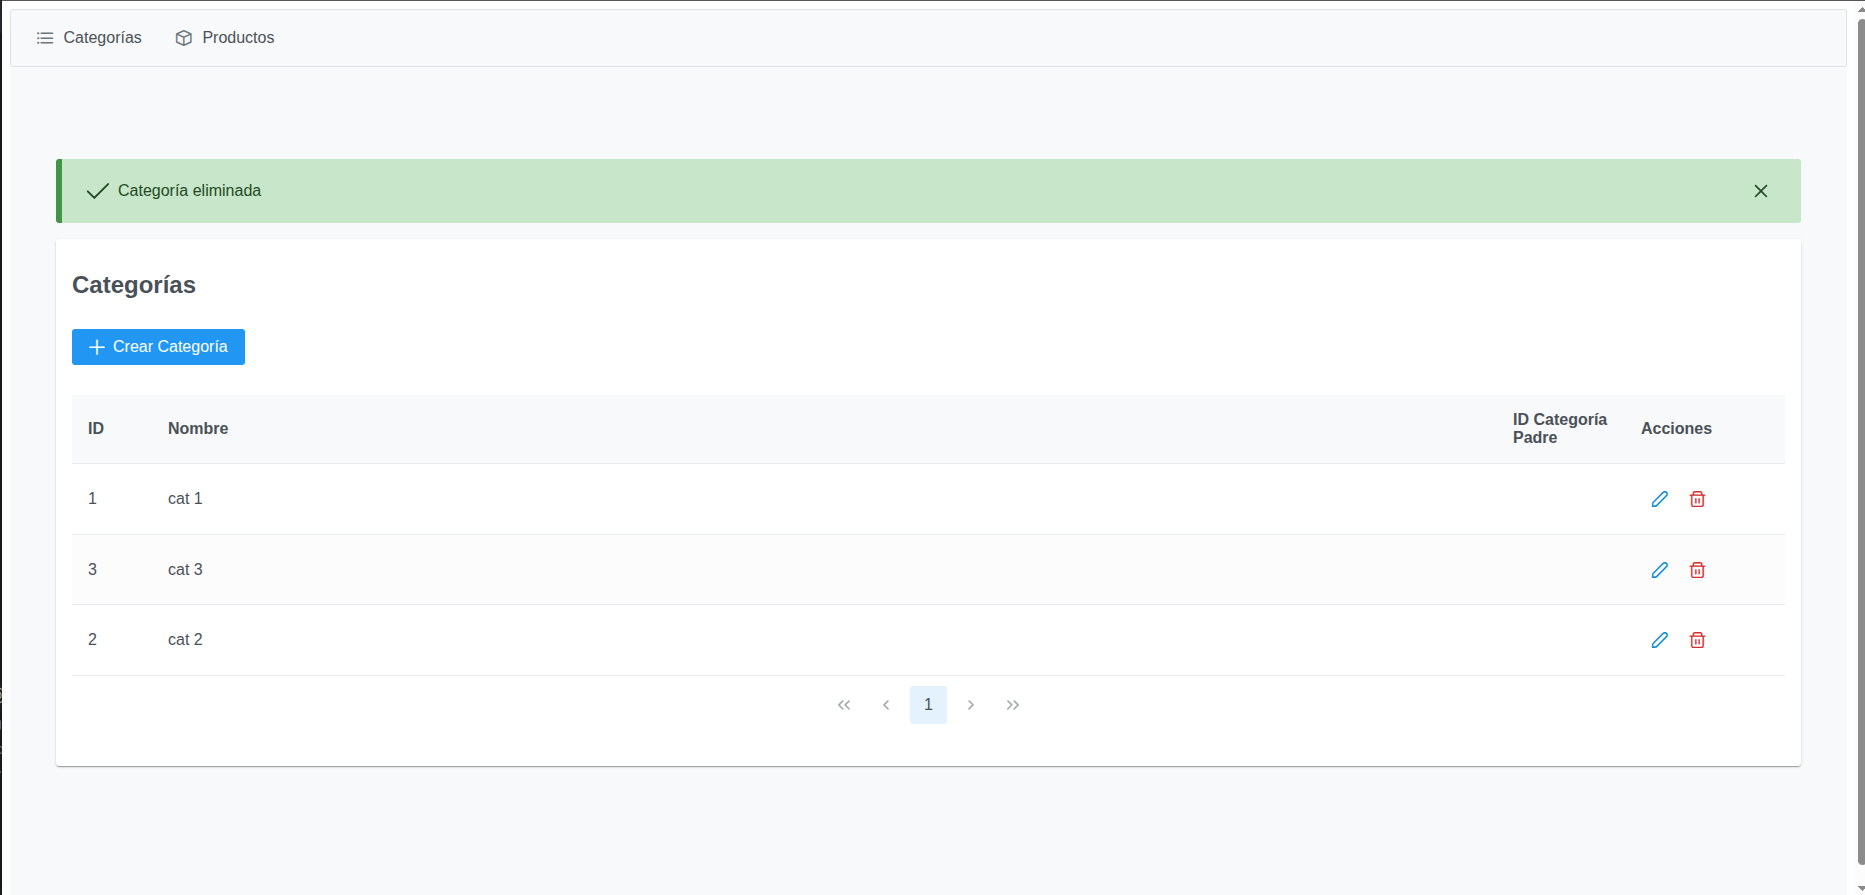 Categorías Productos
Categoría eliminada
Categorías
Crear Categoría
ID Nombre ID Categoría Padre Acciones
1 cat 1
3 cat 3
2 cat 2
1